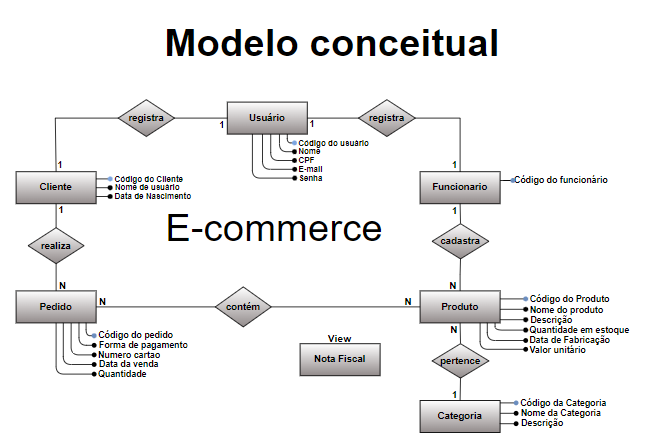 Modelo conceitual
registra
Usuário
registra
1
1
Código do usuário
Nome
CPF
E-mail
Senha
1
1
Cliente
Código do Cliente
Nome de usuário
Data de Nascimento
Funcionario
Código do funcionário
1
1
E-commerce
realiza
cadastra
N
N
Pedido
N
contém
N
Produto
Código do Produto
Nome do produto
Descrição
Quantidade em estoque
Data de Fabricação
Valor unitário
Código do pedido
Forma de pagamento
Numero cartao
Data da venda
Quantidade
View
Nota Fiscal
N
pertence
1
Categoria
Código da Categoria
Nome da Categoria
Descrição